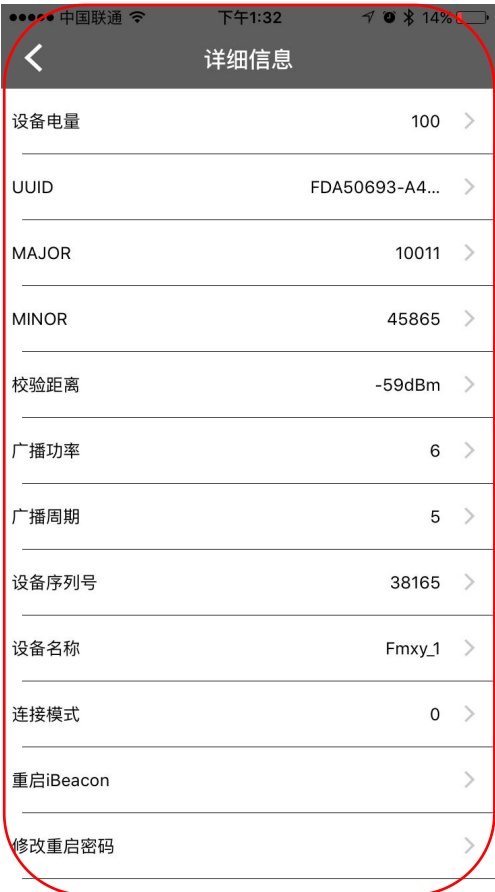 中国联通 下午1:32 14%
详细信息
设备电量 100
UUID FDA50693-A4...
MAJOR 10011
MINOR 45865
校验距离 -59dBm
广播功率 6
广播周期 5
设备序列号 38165
设备名称 Fmxy_1
连接模式 0
重启iBeacon
修改重启密码